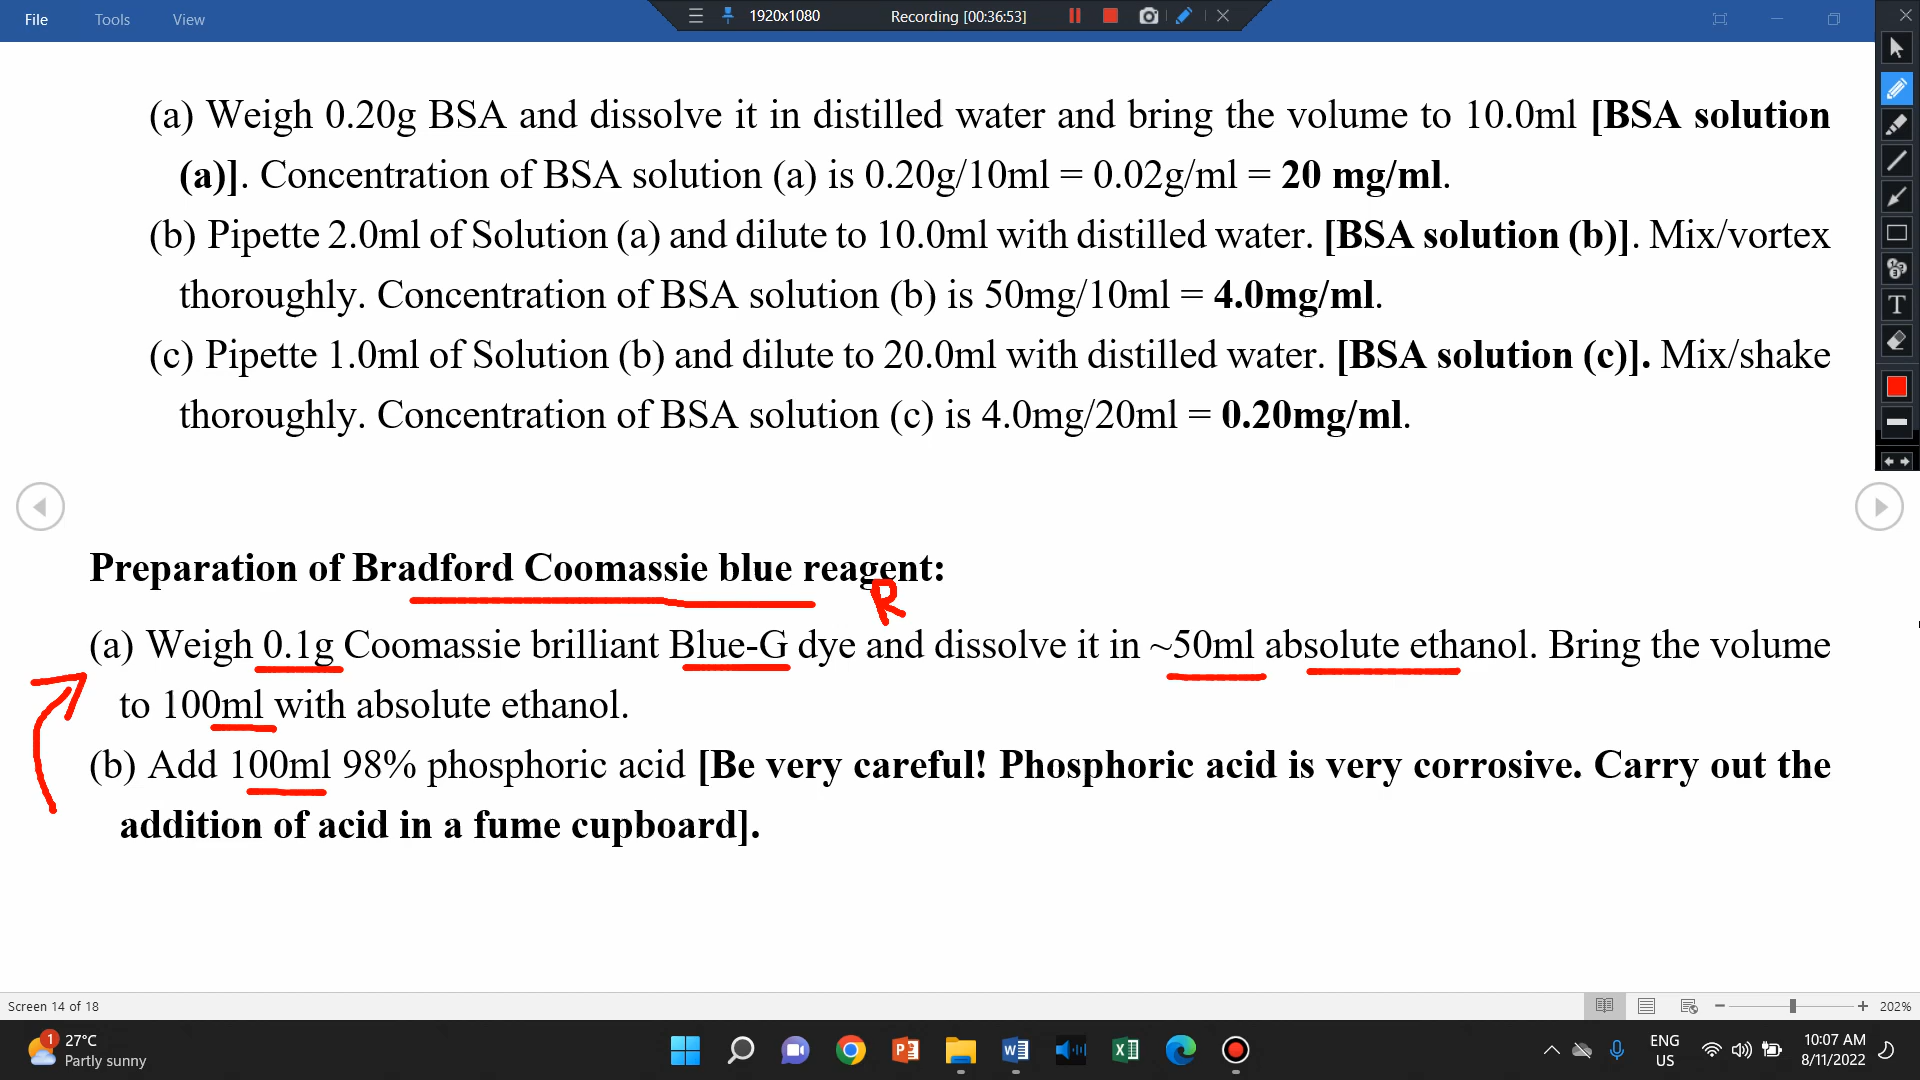 File Tools View
1920x1080 Recording [00:36:53]
(a) Weigh 0.20g BSA and dissolve it in distilled water and bring the volume to 10.0ml [BSA solution
(a)]. Concentration of BSA solution (a) is 0.20g/10ml = 0.02g/ml = 20 mg/ml.
(b) Pipette 2.0ml of Solution (a) and dilute to 10.0ml with distilled water. [BSA solution (b)]. Mix/vortex
thoroughly. Concentration of BSA solution (b) is 50mg/10ml = 4.0mg/ml.
(c) Pipette 1.0ml of Solution (b) and dilute to 20.0ml with distilled water. [BSA solution (c)]. Mix/shake
thoroughly. Concentration of BSA solution (c) is 4.0mg/20ml = 0.20mg/ml.
Preparation of Bradford Coomassie blue reagent:
R
(a) Weigh 0.1g Coomassie brilliant Blue-G dye and dissolve it in ~50ml absolute ethanol. Bring the volume
to 100ml with absolute ethanol.
(b) Add 100ml 98% phosphoric acid [Be very careful! Phosphoric acid is very corrosive. Carry out the
addition of acid in a fume cupboard].
Screen 14 of 18
202%
1
27°C
Partly sunny
ENG
US
10:07 AM
8/11/2022